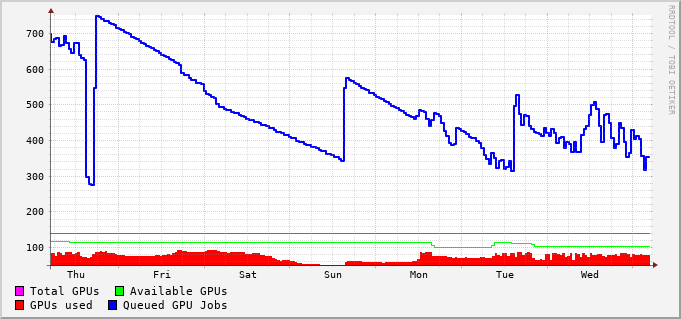 RRDTOOL / TOBI OETIKER
700
600
500
400
300
200
100
Thu Fri Sat Sun Mon Tue Wed
Total GPUs Available GPUs
GPUs used Queued GPU Jobs